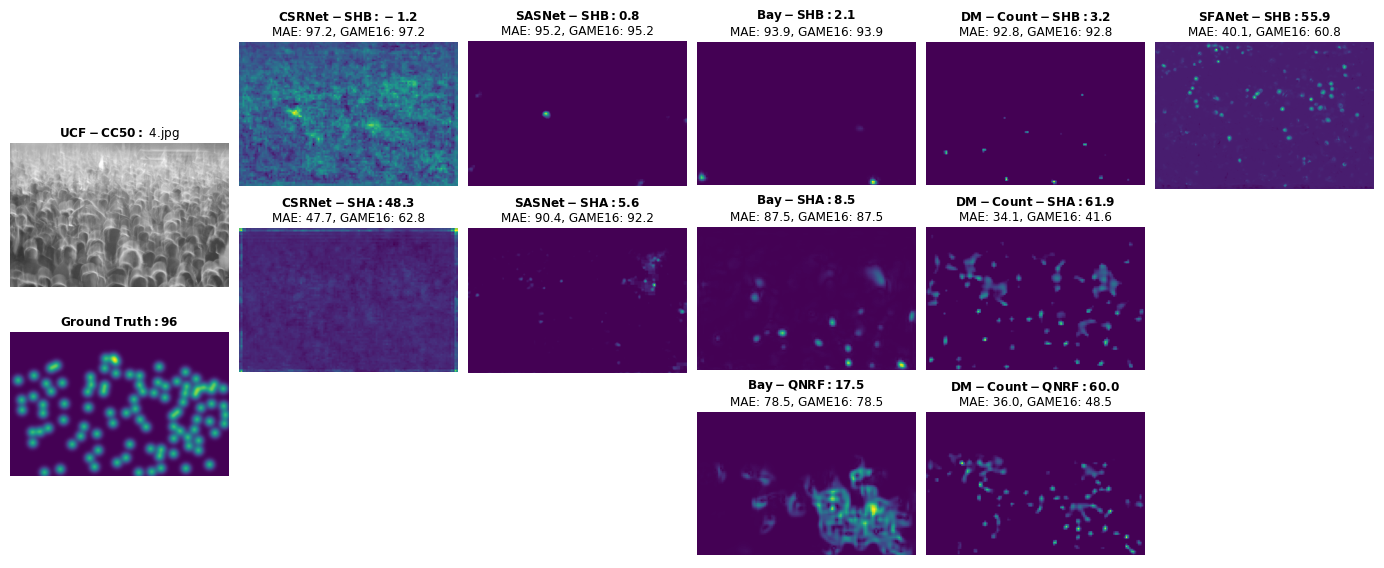 UCF − CC50: 4.jpg
Ground Truth: 96
CSRNet − SHB: − 1.2
MAE: 97.2, GAME16: 97.2
SASNet − SHB: 0.8
MAE: 95.2, GAME16: 95.2
Bay − SHB: 2.1
MAE: 93.9, GAME16: 93.9
DM − Count − SHB: 3.2
MAE: 92.8, GAME16: 92.8
SFANet − SHB: 55.9
MAE: 40.1, GAME16: 60.8
CSRNet − SHA: 48.3
MAE: 47.7, GAME16: 62.8
SASNet − SHA: 5.6
MAE: 90.4, GAME16: 92.2
Bay − SHA: 8.5
MAE: 87.5, GAME16: 87.5
DM − Count − SHA: 61.9
MAE: 34.1, GAME16: 41.6
Bay − QNRF: 17.5
MAE: 78.5, GAME16: 78.5
DM − Count − QNRF: 60.0
MAE: 36.0, GAME16: 48.5